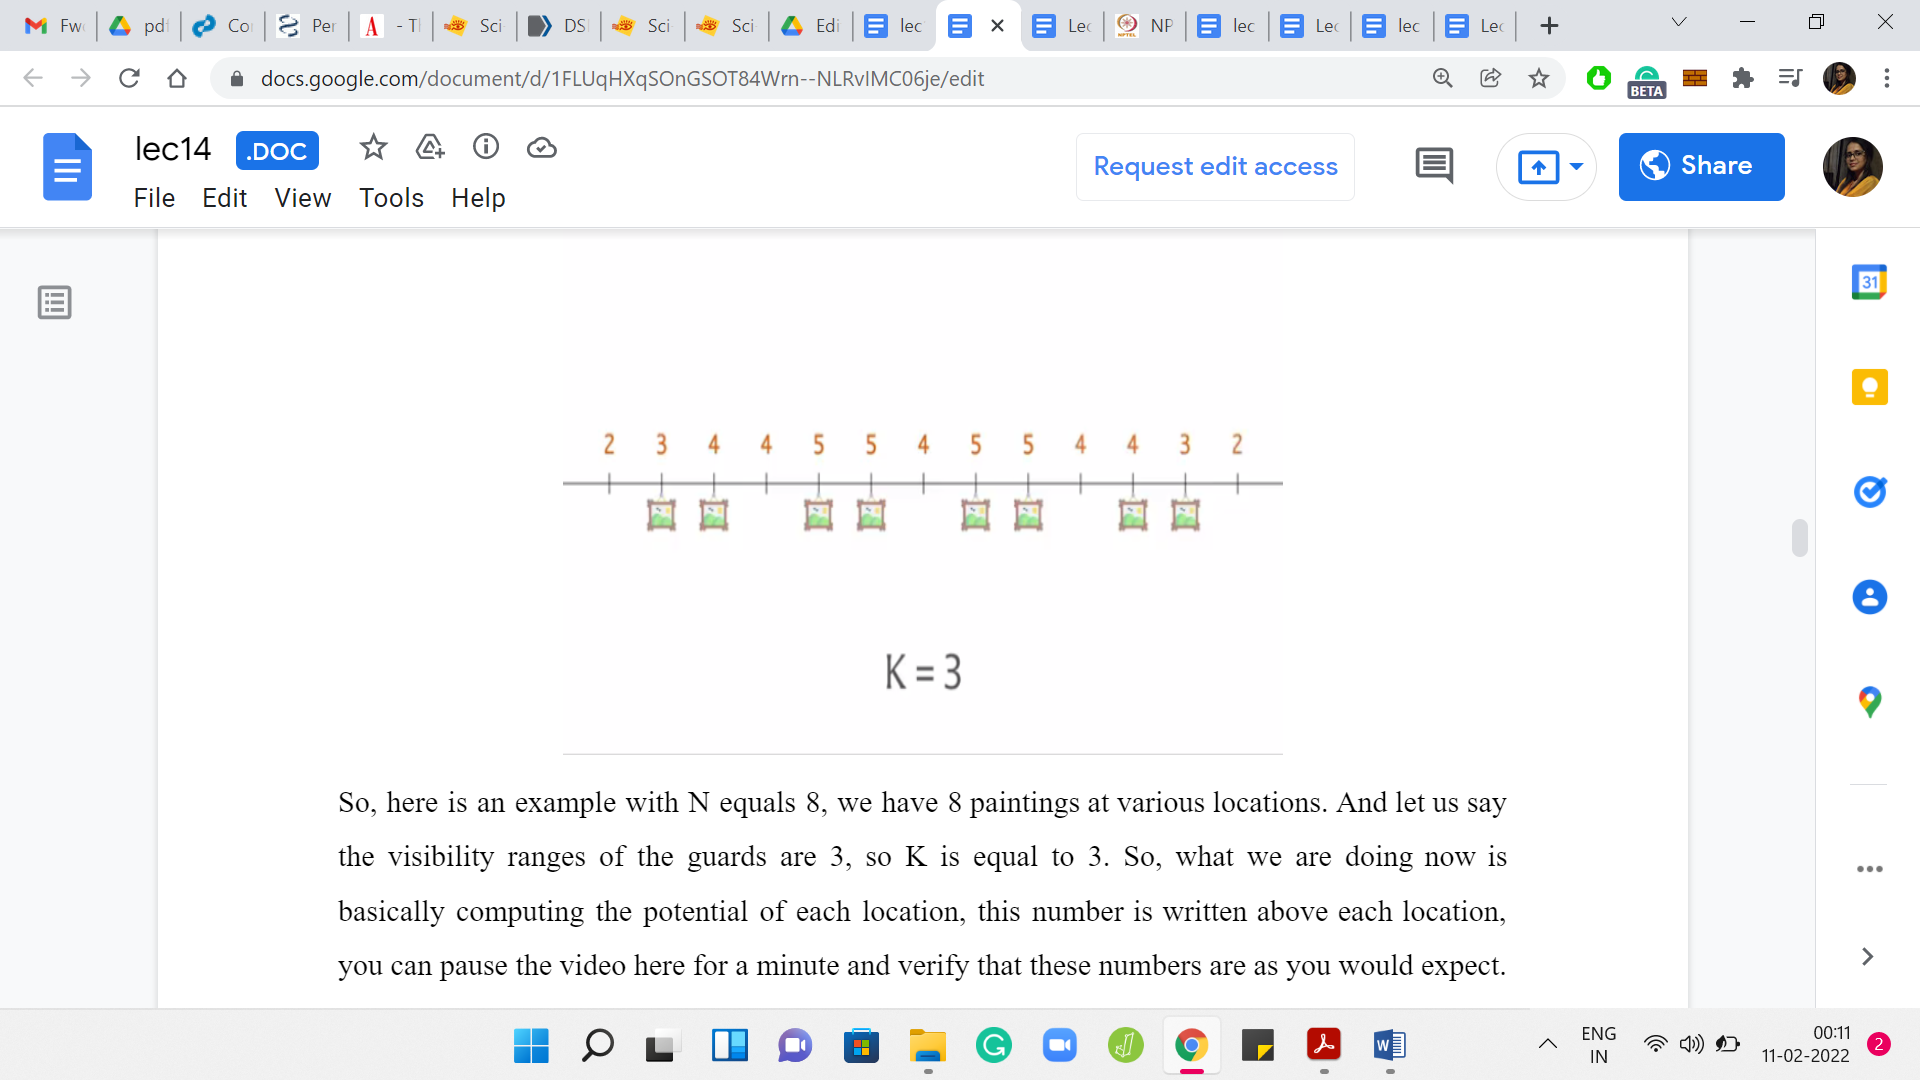 Fw
pdf
Co
Per
A - Tl
Sci
DS
Sci
Sci
Edi
lec
Lec
NP
lec
Lec
lec
Lec
docs.google.com/document/d/1FLUqHXqSOnGSOT84Wrn--NLRvIMC06je/edit
BETA
lec14 .DOC
File Edit View Tools Help
Request edit access
Share
31
2 3 4 4 5 5 4 5 5 4 4 3 2
K = 3
So, here is an example with N equals 8, we have 8 paintings at various locations. And let us say
the visibility ranges of the guards are 3, so K is equal to 3. So, what we are doing now is
basically computing the potential of each location, this number is written above each location,
you can pause the video here for a minute and verify that these numbers are as you would expect.
ENG
IN
00:11
11-02-2022
2